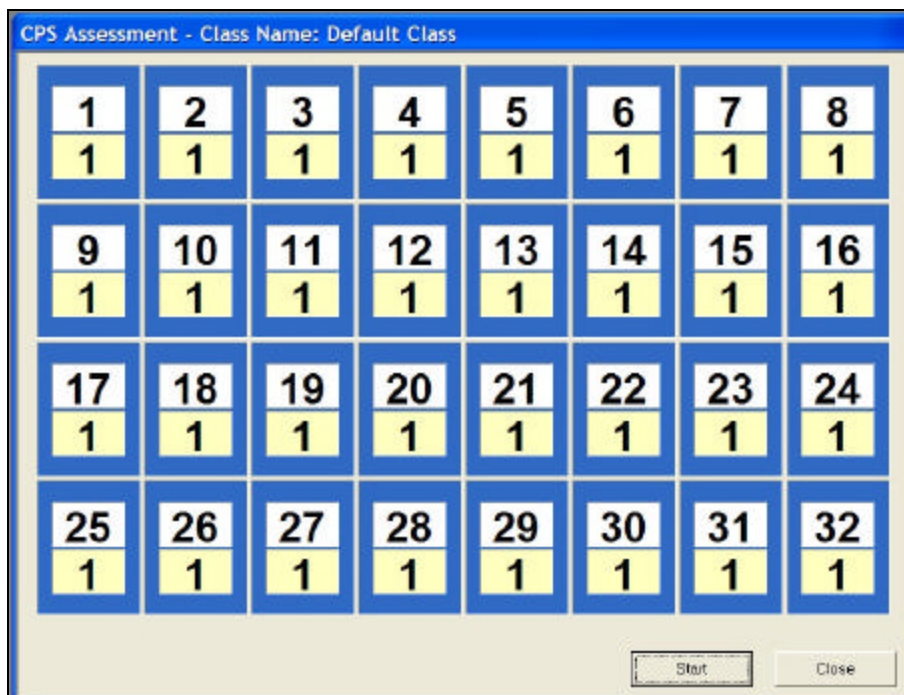 CPS Assessment - Class Name: Default Class
1 2 3 4 5 6 7 8
1 1 1 1 1 1 1 1
9 10 11 12 13 14 15 16
1 1 1 1 1 1 1 1
17 18 19 20 21 22 23 24
1 1 1 1 1 1 1 1
25 26 27 28 29 30 31 32
1 1 1 1 1 1 1 1
Start Close